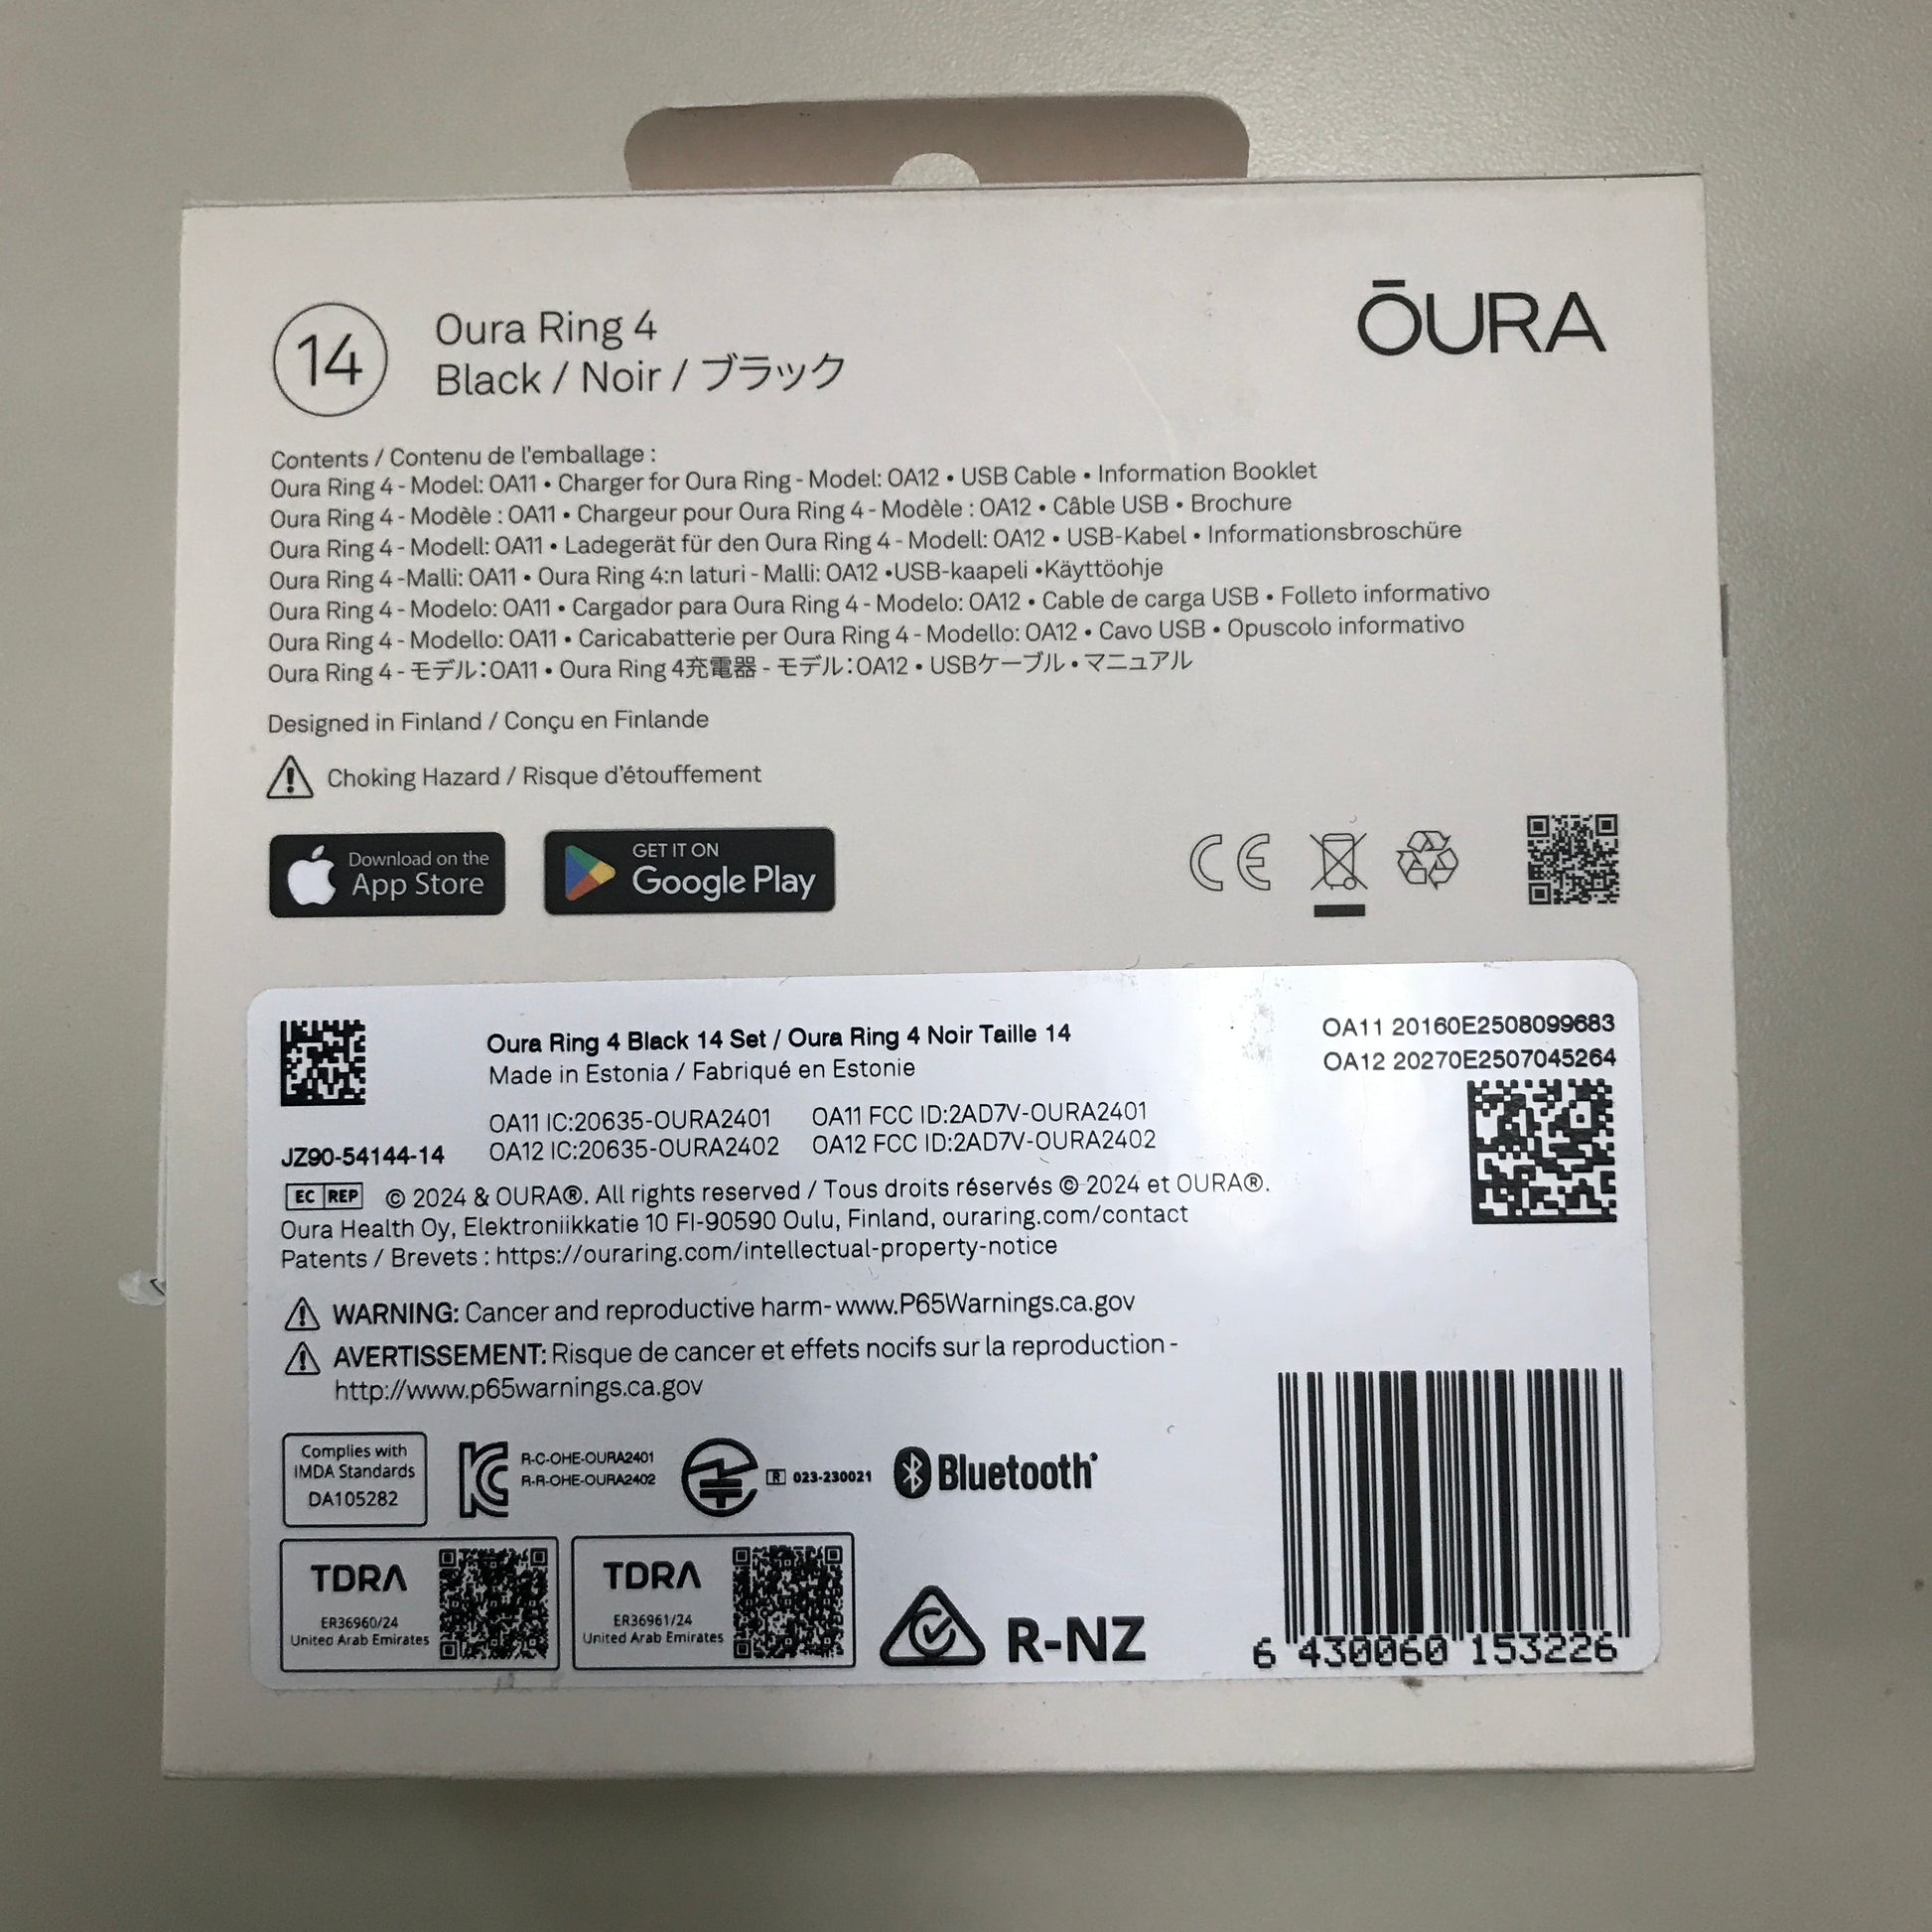 14
Oura Ring 4
Black / Noir / ブラック
ŌURA
Contents / Contenu de l'emballage :
Oura Ring 4 - Model: OA11 • Charger for Oura Ring - Model: OA12 • USB Cable • Information Booklet
Oura Ring 4 - Modèle : OA11 • Chargeur pour Oura Ring 4 - Modèle : OA12 • Câble USB • Brochure
Oura Ring 4 - Modell: OA11 • Ladegerät für den Oura Ring 4 - Modell: OA12 • USB-Kabel • Informationsbroschüre
Oura Ring 4 -Malli: OA11 • Oura Ring 4:n laturi - Malli: OA12 •USB-kaapeli •Käyttöohje
Oura Ring 4 - Modelo: OA11 • Cargador para Oura Ring 4 - Modelo: OA12 • Cable de carga USB • Folleto informativo
Oura Ring 4 - Modello: OA11 • Caricabatterie per Oura Ring 4 - Modello: OA12 • Cavo USB • Opuscolo informativo
Oura Ring 4 - モデル：OA11 • Oura Ring 4充電器 - モデル：OA12 • USBケーブル • マニュアル
Designed in Finland / Conçu en Finlande
Choking Hazard / Risque d'étouffement
Download on the
App Store
GET IT ON
Google Play
CE
Oura Ring 4 Black 14 Set / Oura Ring 4 Noir Taille 14
Made in Estonia / Fabriqué en Estonie
OA11 20160E2508099683
OA12 20270E2507045264
OA11 IC:20635-OURA2401 OA11 FCC ID:2AD7V-OURA2401
OA12 IC:20635-OURA2402 OA12 FCC ID:2AD7V-OURA2402
JZ90-54144-14
EC REP © 2024 & OURA®. All rights reserved / Tous droits réservés © 2024 et OURA®.
Oura Health Oy, Elektroniikkatie 10 FI-90590 Oulu, Finland, ouraring.com/contact
Patents / Brevets : https://ouraring.com/intellectual-property-notice
WARNING: Cancer and reproductive harm-www.P65Warnings.ca.gov
AVERTISSEMENT: Risque de cancer et effets nocifs sur la reproduction -
http://www.p65warnings.ca.gov
Complies with
IMDA Standards
DA105282
R-C-OHE-OURA2401
R-R-OHE-OURA2402
R 023-230021
Bluetooth
TDRA
ER36960/24
United Arab Emirates
TDRA
ER36961/24
United Arab Emirates
R-NZ
6 430060 153226